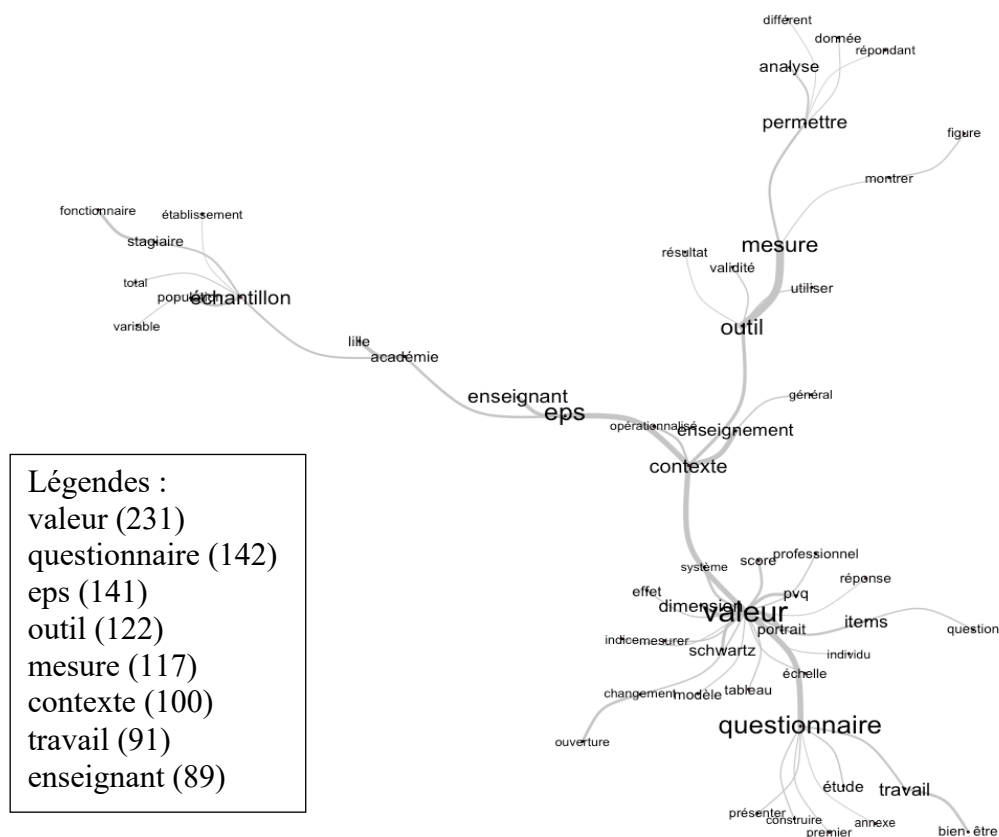 différent
donnée
répondant
analyse
permettre
figure
montrer
fonctionnaire
établissement
stagiaire
mesure
résultat
validité
total
utiliser
population
échantillon
variable
outil
lille
académie
enseignant
général
eps
opérationnalisé
enseignement
contexte
Légendes :
valeur (231)
questionnaire (142)
eps (141)
outil (122)
mesure (117)
contexte (100)
travail (91)
enseignant (89)
système
score
professionnel
réponse
effet
pvq
dimension
valeur
portrait
items
question
indice
mesurer
schwartz
individu
échelle
changement
modèle
tableau
questionnaire
ouverture
étude
travail
présenter
construire
annexe
premier
bien-être